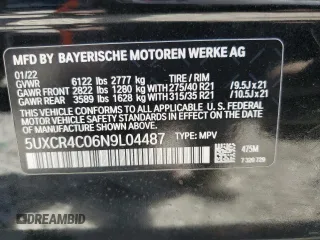 MFD BY BAYERISCHE MOTOREN WERKE AG
01/22 TIRE / RIM
GVWR 6122 lbs 2777 kg
GAWR FRONT 2822 lbs 1280 kg WITH 275/40 R21 /9.5J x 21
GAWR REAR 3589 lbs 1628 kg WITH 315/35 R21 /10.5J x 21
THIS VEHICLE CONFORMS TO ALL APPLICABLE
U.S. FEDERAL MOTOR VEHICLE SAFETY STANDARDS
IN EFFECT ON THE DATE OF MANUFACTURE SHOWN ABOVE.
5UXCR4C06N9L04487 TYPE: MPV
475M
DREAMBID